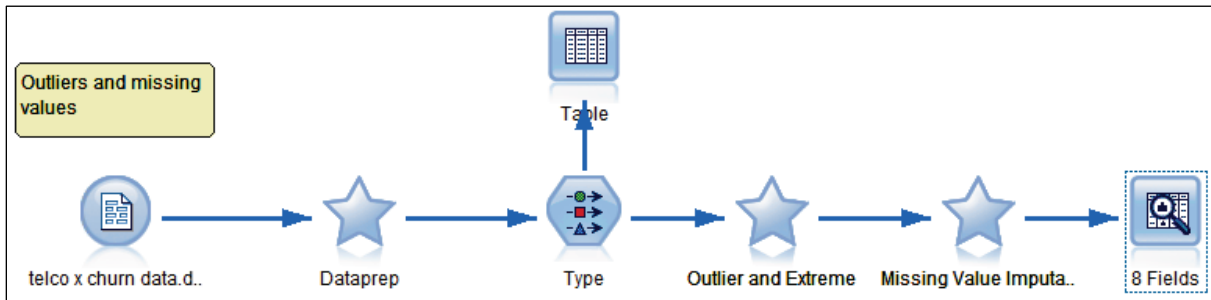 Outliers and missing
values
Table
telco x churn data.d..
Dataprep
Type
Outlier and Extreme
Missing Value Imputa..
8 Fields